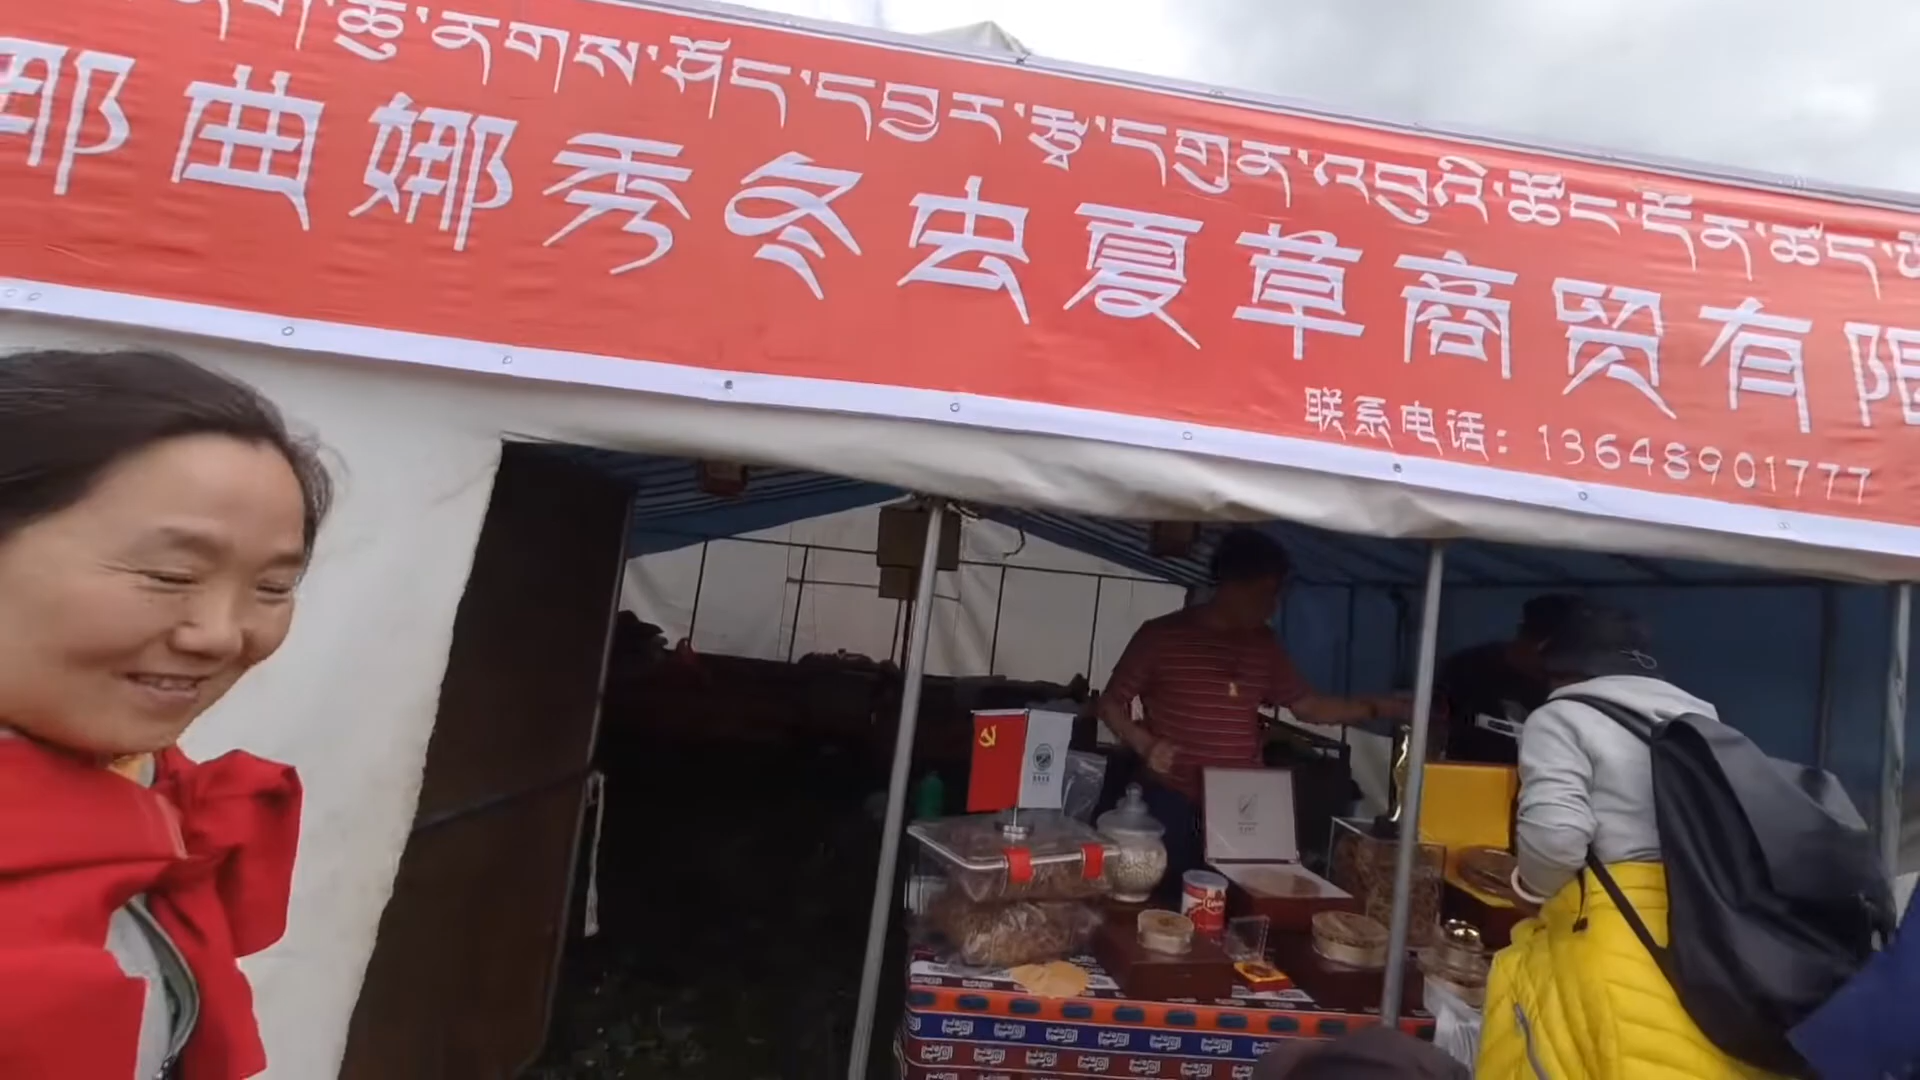 ཆུ་ནགས་ཤོད་དབྱར་རྩྭ་དགུན་འབུའི་ཚོང་དོན་ཚད་
那曲娜秀冬虫夏草商贸有限
联系电话：13648901777